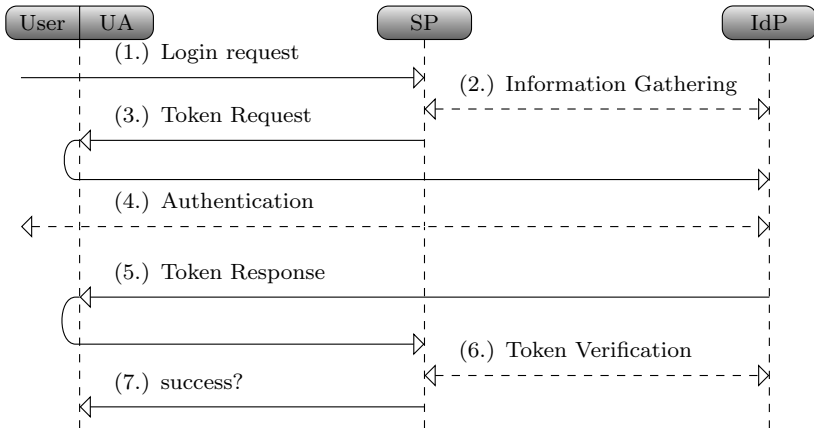 User UA SP IdP
(1.) Login request
(2.) Information Gathering
(3.) Token Request
(4.) Authentication
(5.) Token Response
(6.) Token Verification
(7.) success?